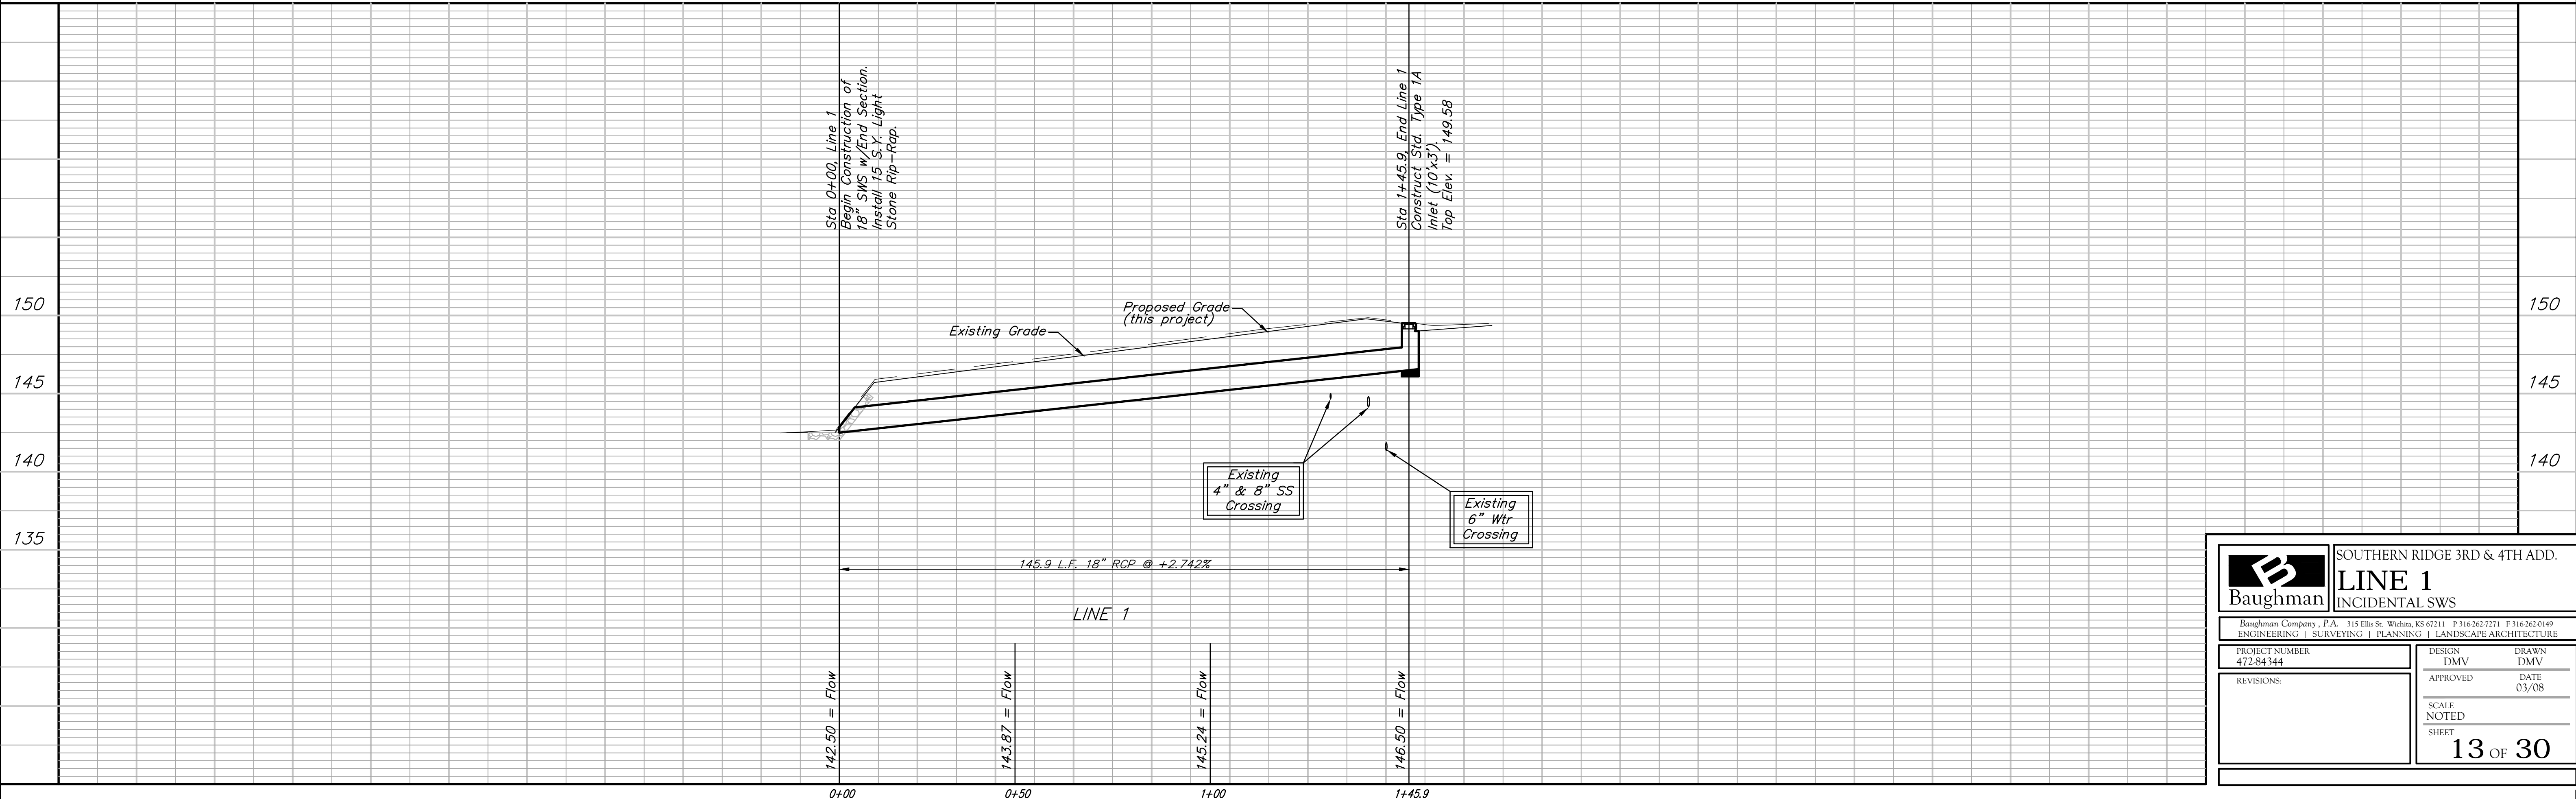 Sta 0+00, Line 1
Begin Construction of
18" SWS w/End Section.
Install 15 S.Y. Light
Stone Rip-Rap.
Sta 1+45.9, End Line 1
Construct Std. Type 1A
Inlet (10'x3').
Top Elev. = 149.58
150
150
Proposed Grade
(this project)
Existing Grade
145
145
140
140
Existing
4" & 8" SS
Crossing
Existing
6" Wtr
Crossing
135
145.9 L.F. 18" RCP @ +2.742%
LINE 1
142.50 = Flow
143.87 = Flow
145.24 = Flow
146.50 = Flow
0+00
0+50
1+00
1+45.9
B
Baughman
SOUTHERN RIDGE 3RD & 4TH ADD.
LINE 1
INCIDENTAL SWS
Baughman Company, P.A. 315 Ellis St. Wichita, KS 67211 P 316-262-7271 F 316-262-0149
ENGINEERING | SURVEYING | PLANNING | LANDSCAPE ARCHITECTURE
PROJECT NUMBER
472-84344
REVISIONS:
DESIGN
DMV
DRAWN
DMV
APPROVED
DATE
03/08
SCALE
NOTED
SHEET
13 OF 30